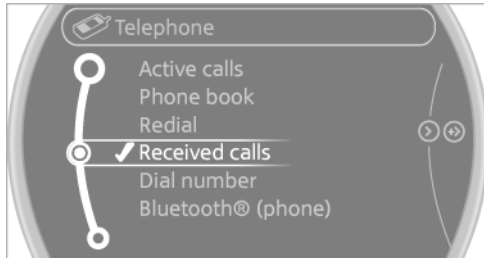 Telephone
Active calls
Phone book
Redial
Received calls
Dial number
Bluetooth® (phone)